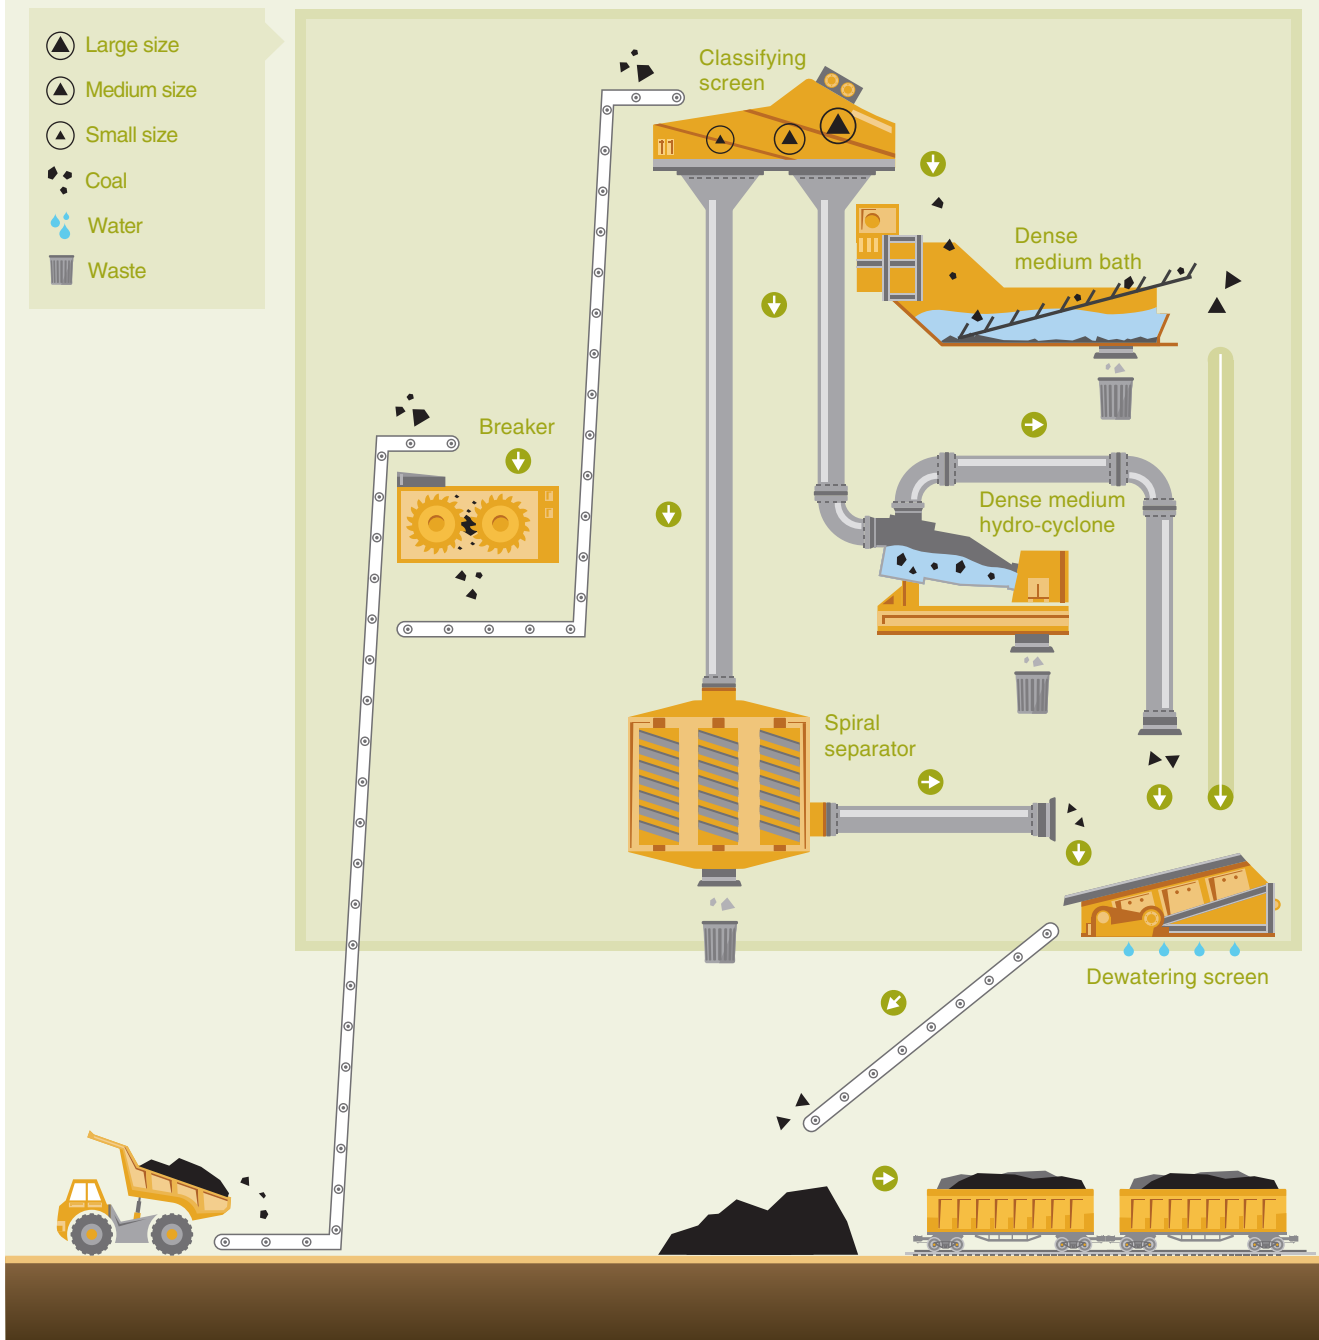 Large size
Medium size
Small size
Coal
Water
Waste
Classifying
screen
Dense
medium bath
Breaker
Dense medium
hydro-cyclone
Spiral
separator
Dewatering screen